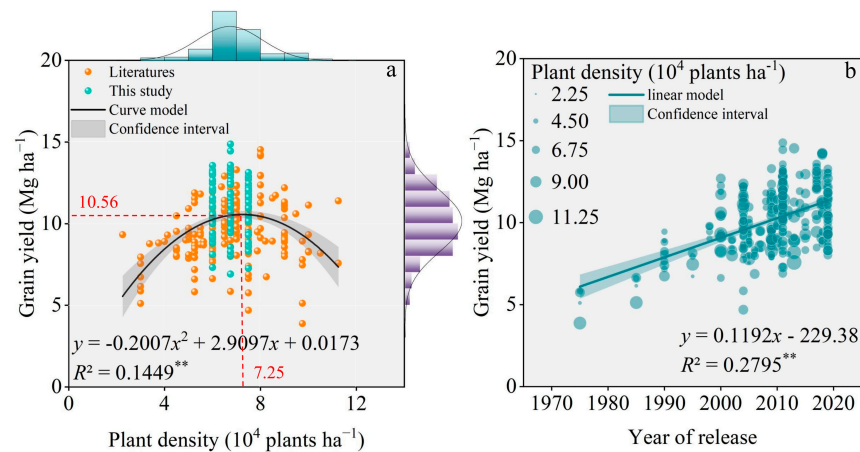 a
Literatures
This study
Curve model
Confidence interval
20
15
10
5
0
10.56
7.25
y = -0.2007x² + 2.9097x + 0.0173
R² = 0.1449**
0 4 8 12
Grain yield (Mg ha⁻¹)
Plant density (10⁴ plants ha⁻¹)
b
Plant density (10⁴ plants ha⁻¹)
2.25
4.50
6.75
9.00
11.25
linear model
Confidence interval
20
15
10
5
0
y = 0.1192x - 229.38
R² = 0.2795**
1970 1980 1990 2000 2010 2020
Grain yield (Mg ha⁻¹)
Year of release